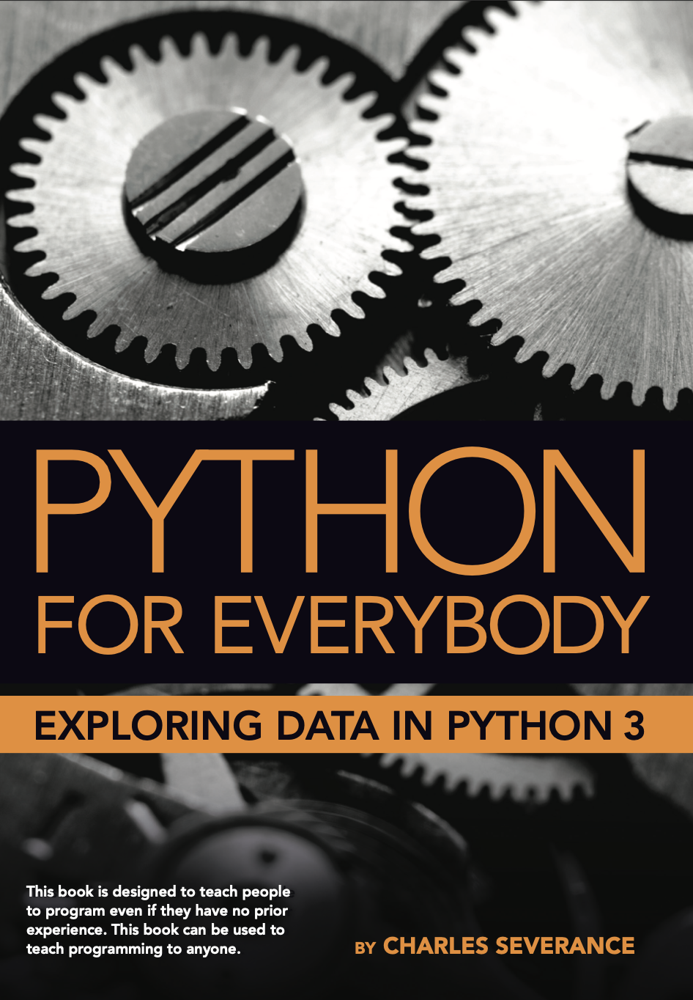 PYTHON
FOR EVERYBODY
EXPLORING DATA IN PYTHON 3
This book is designed to teach people
to program even if they have no prior
experience. This book can be used to
teach programming to anyone.
BY CHARLES SEVERANCE